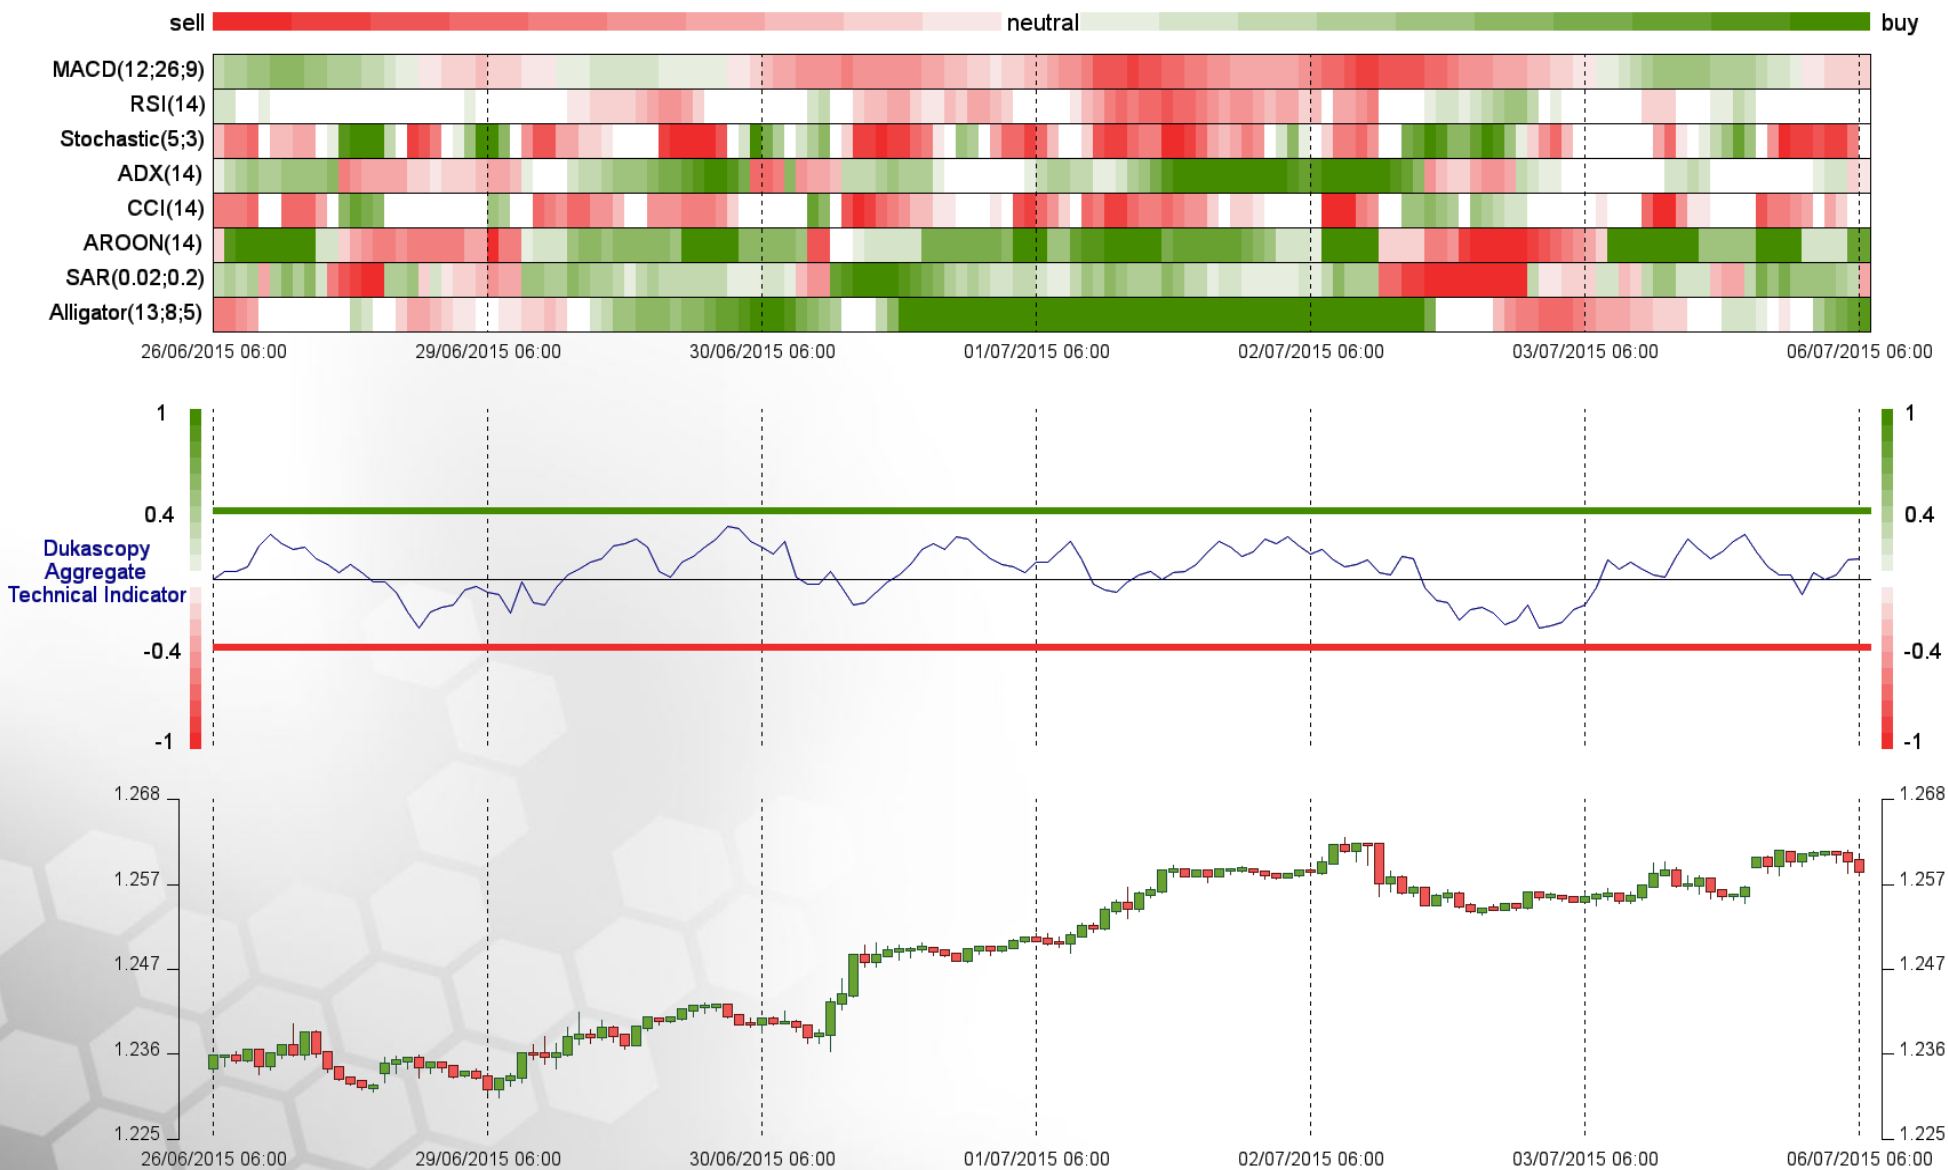 sell neutral buy
MACD(12;26;9)
RSI(14)
Stochastic(5;3)
ADX(14)
CCI(14)
AROON(14)
SAR(0.02;0.2)
Alligator(13;8;5)
26/06/2015 06:00 29/06/2015 06:00 30/06/2015 06:00 01/07/2015 06:00 02/07/2015 06:00 03/07/2015 06:00 06/07/2015 06:00
1 1
0.4 0.4
Dukascopy
Aggregate
Technical Indicator
-0.4 -0.4
-1 -1
1.268 1.268
1.257 1.257
1.247 1.247
1.236 1.236
1.225 1.225
26/06/2015 06:00 29/06/2015 06:00 30/06/2015 06:00 01/07/2015 06:00 02/07/2015 06:00 03/07/2015 06:00 06/07/2015 06:00